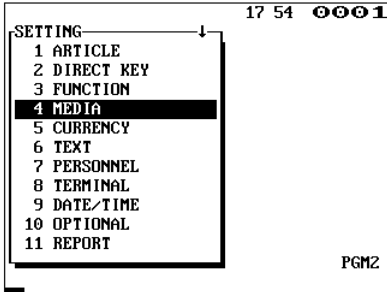 17 54 0001
SETTING ↓
1 ARTICLE
2 DIRECT KEY
3 FUNCTION
4 MEDIA
5 CURRENCY
6 TEXT
7 PERSONNEL
8 TERMINAL
9 DATE/TIME
10 OPTIONAL
11 REPORT
PGM2